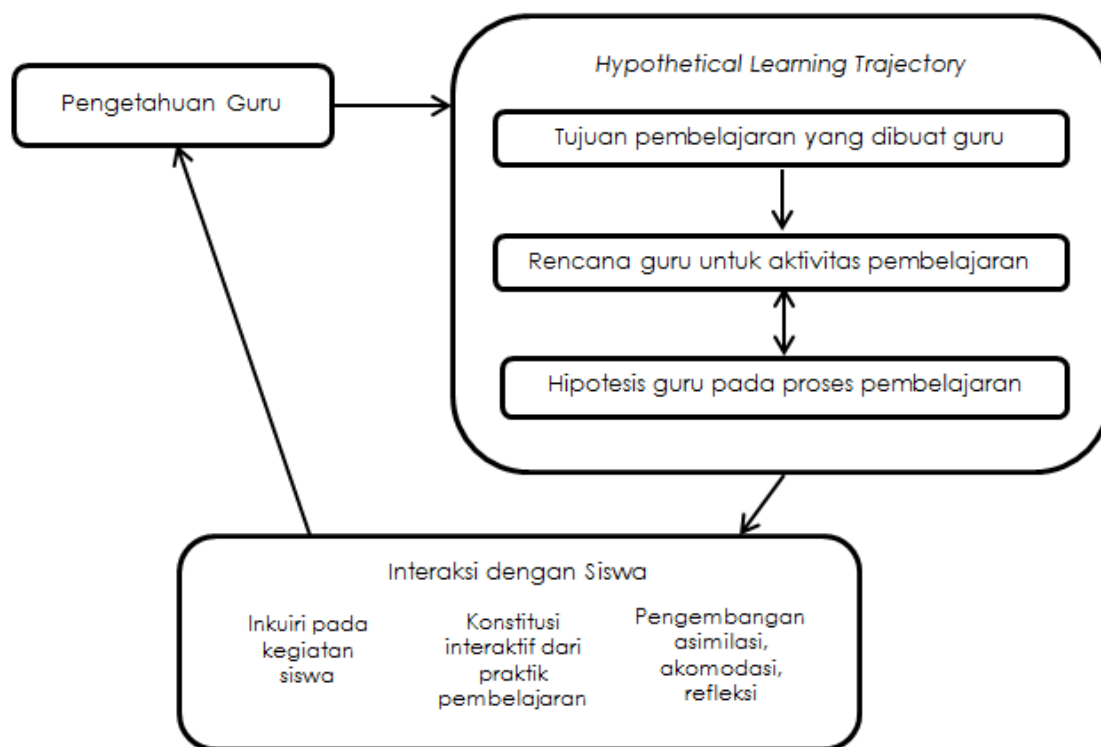 Hypothetical Learning Trajectory
Pengetahuan Guru
Tujuan pembelajaran yang dibuat guru
Rencana guru untuk aktivitas pembelajaran
Hipotesis guru pada proses pembelajaran
Interaksi dengan Siswa
Inkuiri pada
kegiatan
siswa
Konstitusi
interaktif dari
praktik
pembelajaran
Pengembangan
asimilasi,
akomodasi,
refleksi